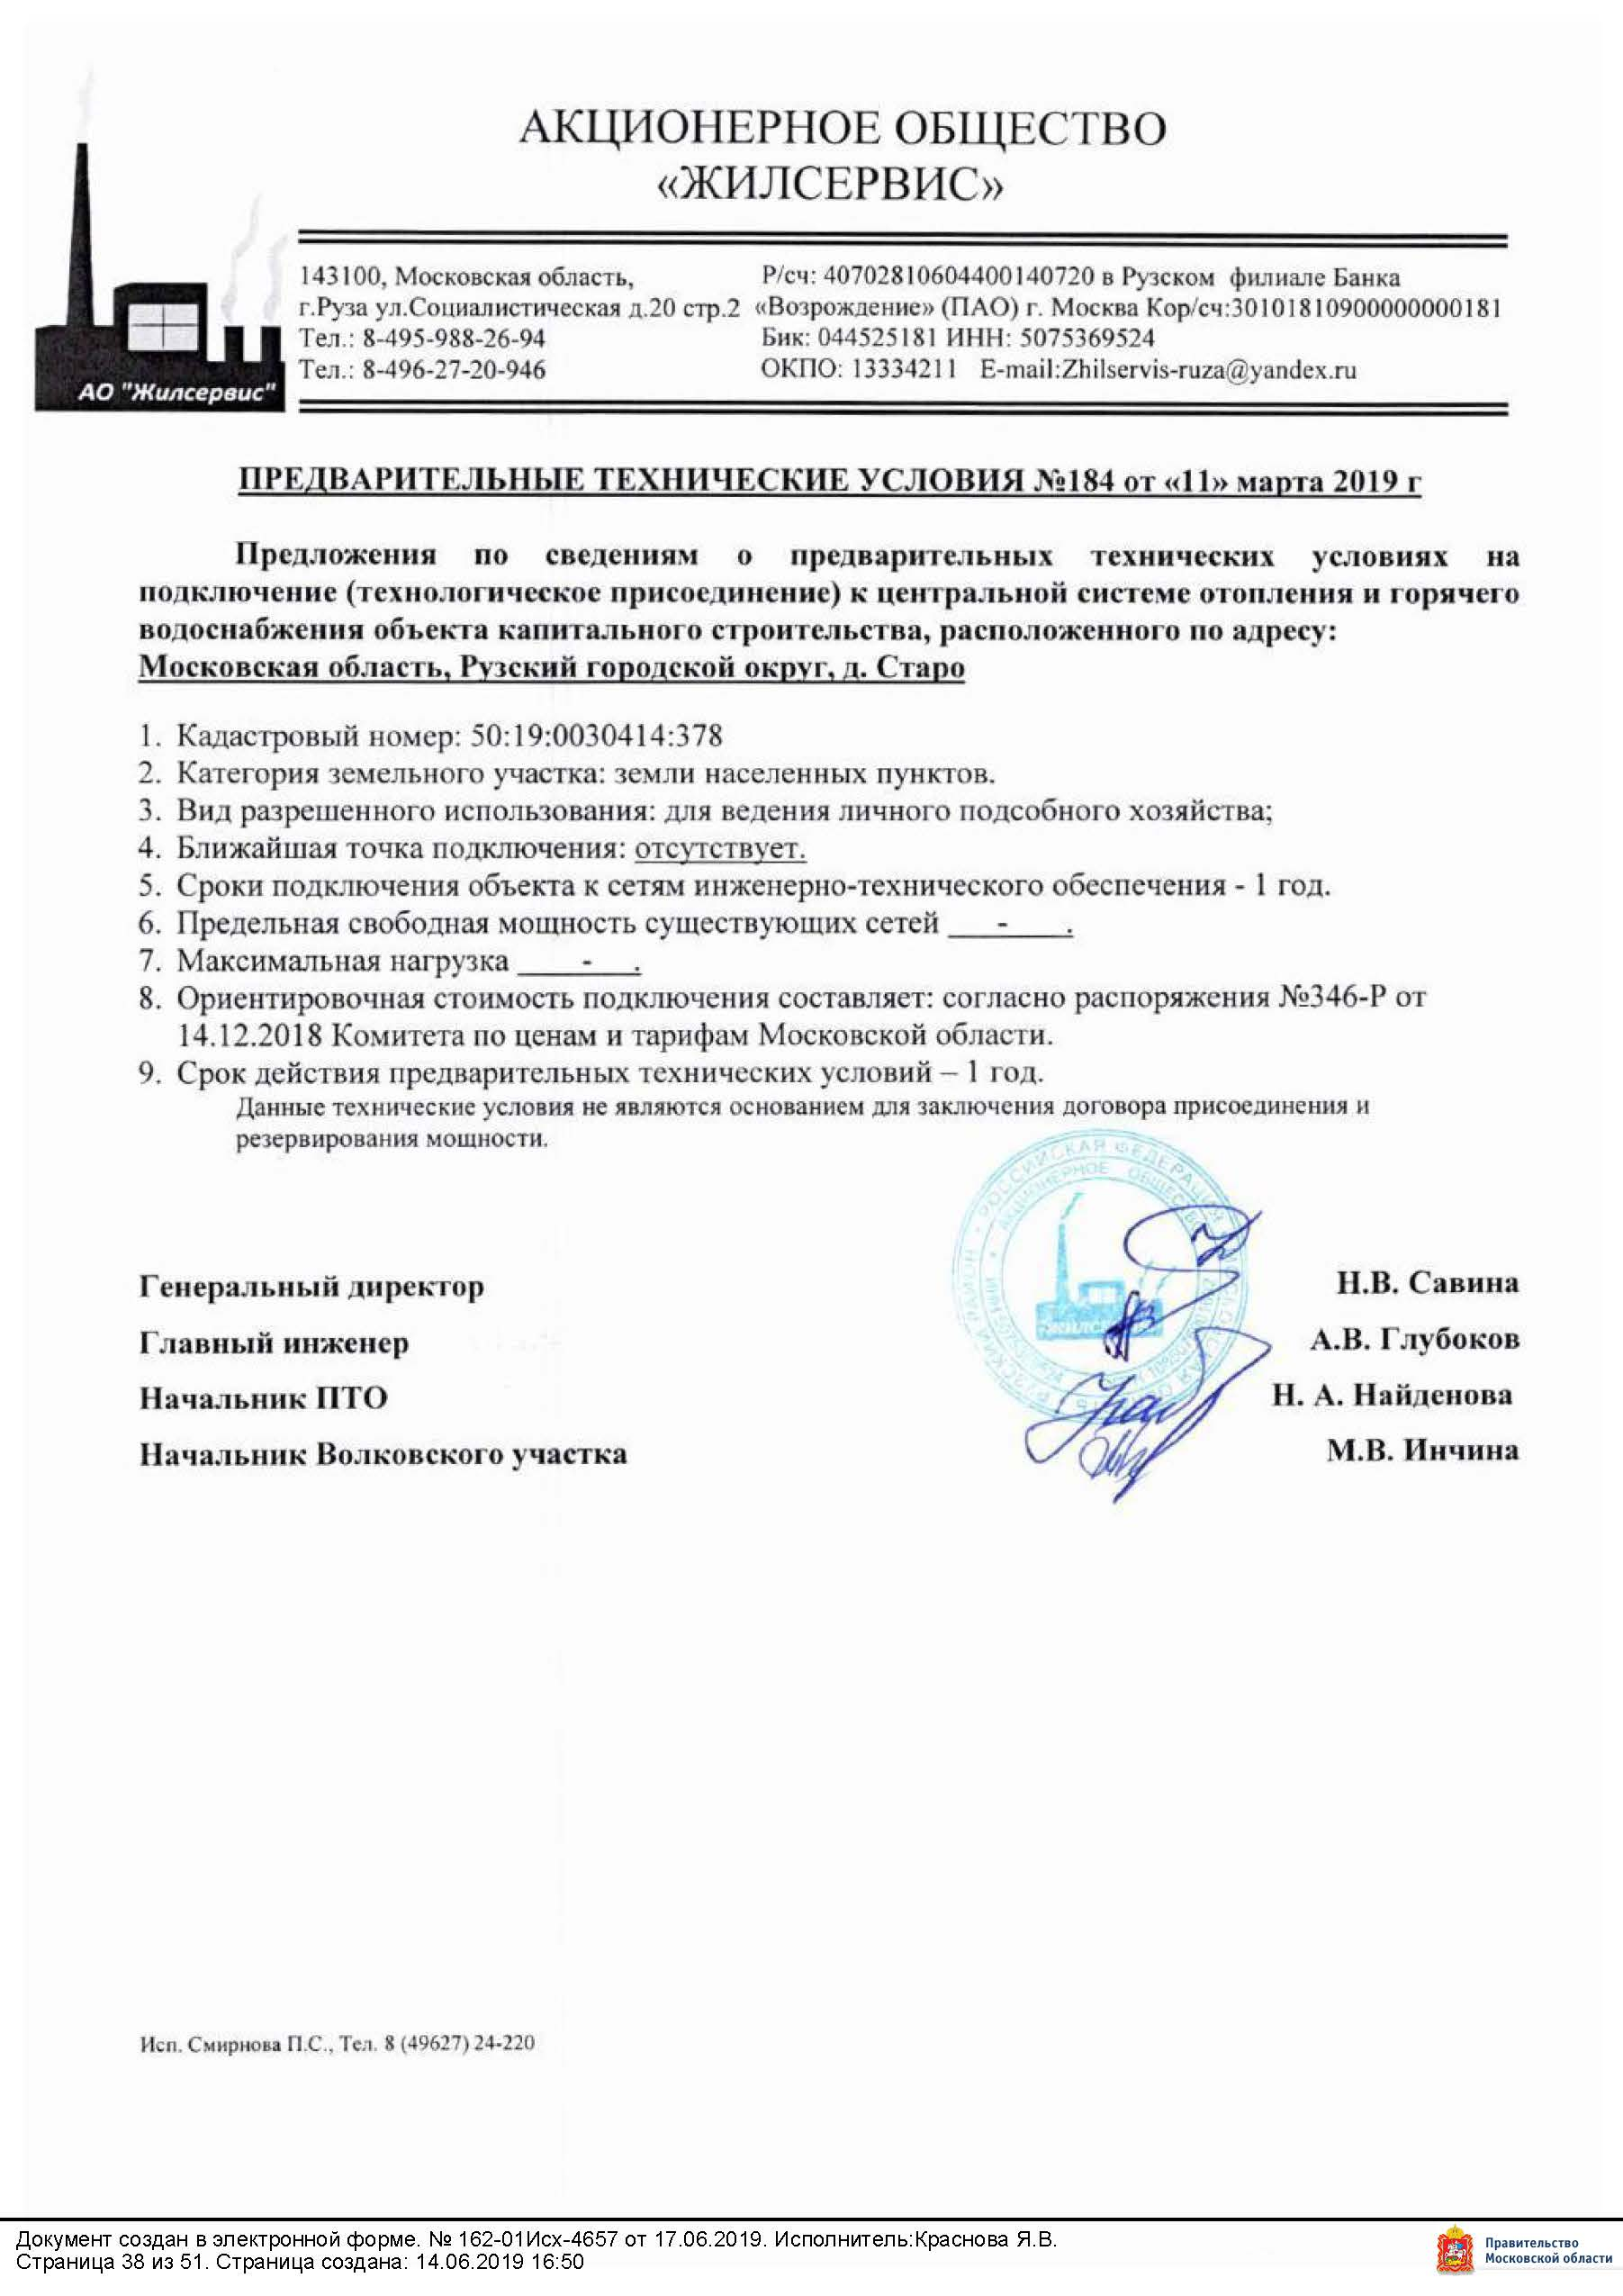 АКЦИОНЕРНОЕ ОБЩЕСТВО
«ЖИЛСЕРВИС»
АО "Жилсервис"
143100, Московская область,
г.Руза ул.Социалистическая д.20 стр.2
Тел.: 8-495-988-26-94
Тел.: 8-496-27-20-946
Р/сч: 40702810604400140720 в Рузском филиале Банка
«Возрождение» (ПАО) г. Москва Кор/сч:30101810900000000181
Бик: 044525181 ИНН: 5075369524
ОКПО: 13334211 E-mail:Zhilservis-ruza@yandex.ru
ПРЕДВАРИТЕЛЬНЫЕ ТЕХНИЧЕСКИЕ УСЛОВИЯ №184 от «11» марта 2019 г
Предложения по сведениям о предварительных технических условиях на
подключение (технологическое присоединение) к центральной системе отопления и горячего
водоснабжения объекта капитального строительства, расположенного по адресу:
Московская область, Рузский городской округ, д. Старо
1. Кадастровый номер: 50:19:0030414:378
2. Категория земельного участка: земли населенных пунктов.
3. Вид разрешенного использования: для ведения личного подсобного хозяйства;
4. Ближайшая точка подключения: отсутствует.
5. Сроки подключения объекта к сетям инженерно-технического обеспечения - 1 год.
6. Предельная свободная мощность существующих сетей ___-____.
7. Максимальная нагрузка ____-___.
8. Ориентировочная стоимость подключения составляет: согласно распоряжения №346-Р от
14.12.2018 Комитета по ценам и тарифам Московской области.
9. Срок действия предварительных технических условий – 1 год.
Данные технические условия не являются основанием для заключения договора присоединения и
резервирования мощности.
РОССИЙСКАЯ ФЕДЕРАЦИЯ
АКЦИОНЕРНОЕ ОБЩЕСТВО
Генеральный директор Н.В. Савина
Главный инженер А.В. Глубоков
Начальник ПТО Н. А. Найденова
Начальник Волковского участка М.В. Инчина
Исп. Смирнова П.С., Тел. 8 (49627) 24-220
Документ создан в электронной форме. № 162-01Исх-4657 от 17.06.2019. Исполнитель:Краснова Я.В.
Страница 38 из 51. Страница создана: 14.06.2019 16:50
Правительство
Московской области